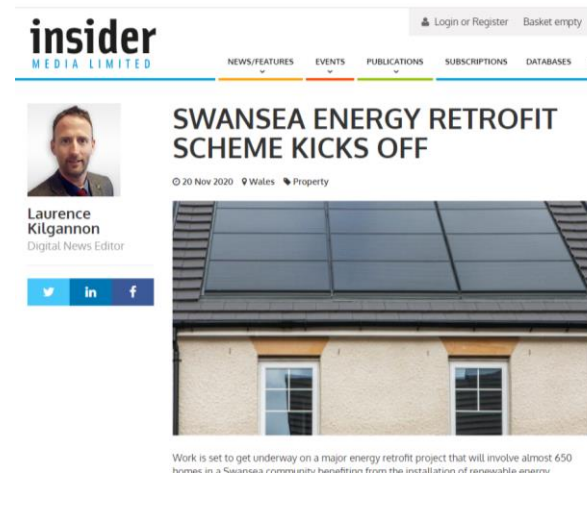 Login or Register Basket empty
insider
MEDIA LIMITED
NEWS/FEATURES EVENTS PUBLICATIONS SUBSCRIPTIONS DATABASES
SWANSEA ENERGY RETROFIT
SCHEME KICKS OFF
20 Nov 2020 Wales Property
Laurence
Kilgannon
Digital News Editor
in f
Work is set to get underway on a major energy retrofit project that will involve almost 650
homes in a Swansea community benefiting from the installation of renewable energy